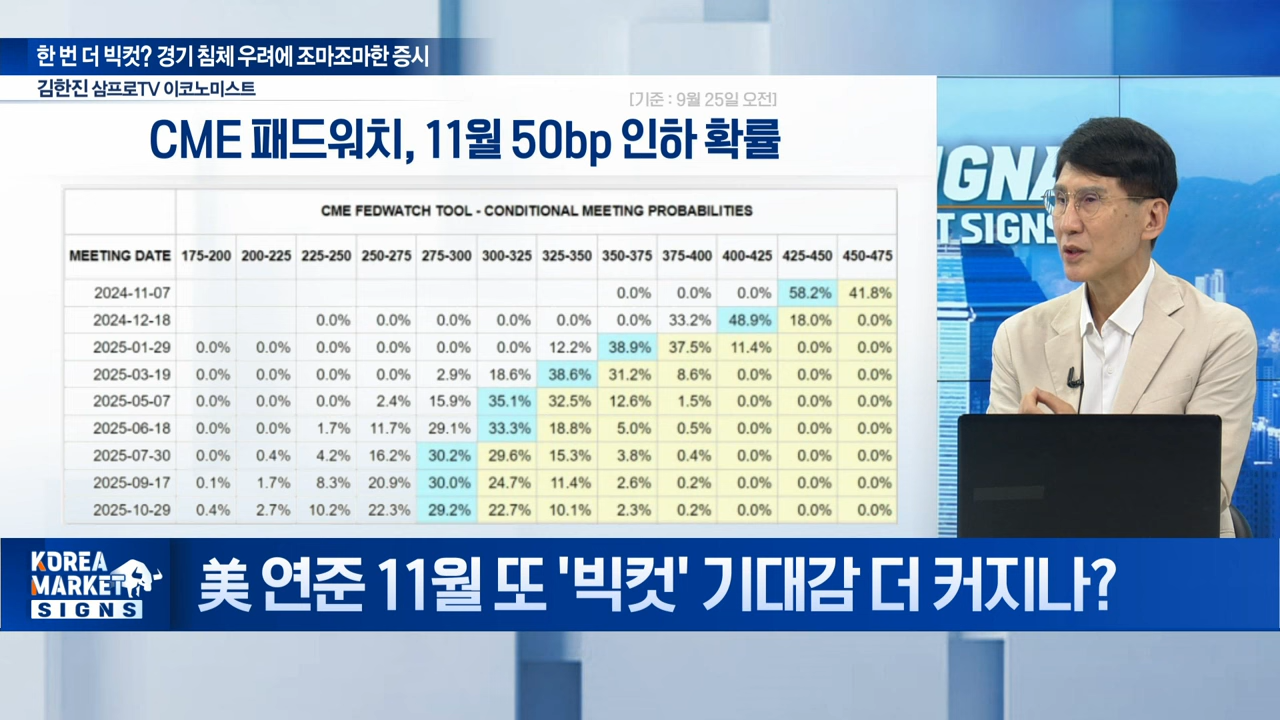 한 번 더 빅컷? 경기 침체 우려에 조마조마한 증시
김한진 삼프로TV 이코노미스트
[기준 : 9월 25일 오전]
CME 패드워치, 11월 50bp 인하 확률
CME FEDWATCH TOOL - CONDITIONAL MEETING PROBABILITIES
MEETING DATE 175-200 200-225 225-250 250-275 275-300 300-325 325-350 350-375 375-400 400-425 425-450 450-475
2024-11-07 0.0% 0.0% 0.0% 58.2% 41.8%
2024-12-18 0.0% 0.0% 0.0% 0.0% 0.0% 0.0% 33.2% 48.9% 18.0% 0.0%
2025-01-29 0.0% 0.0% 0.0% 0.0% 0.0% 0.0% 12.2% 38.9% 37.5% 11.4% 0.0% 0.0%
2025-03-19 0.0% 0.0% 0.0% 0.0% 2.9% 18.6% 38.6% 31.2% 8.6% 0.0% 0.0% 0.0%
2025-05-07 0.0% 0.0% 0.0% 2.4% 15.9% 35.1% 32.5% 12.6% 1.5% 0.0% 0.0% 0.0%
2025-06-18 0.0% 0.0% 1.7% 11.7% 29.1% 33.3% 18.8% 5.0% 0.5% 0.0% 0.0% 0.0%
2025-07-30 0.0% 0.4% 4.2% 16.2% 30.2% 29.6% 15.3% 3.8% 0.4% 0.0% 0.0% 0.0%
2025-09-17 0.1% 1.7% 8.3% 20.9% 30.0% 24.7% 11.4% 2.6% 0.2% 0.0% 0.0% 0.0%
2025-10-29 0.4% 2.7% 10.2% 22.3% 29.2% 22.7% 10.1% 2.3% 0.2% 0.0% 0.0% 0.0%
IGNA
T SIGNS
KOREA
MARKET
SIGNS
美 연준 11월 또 '빅컷' 기대감 더 커지나?